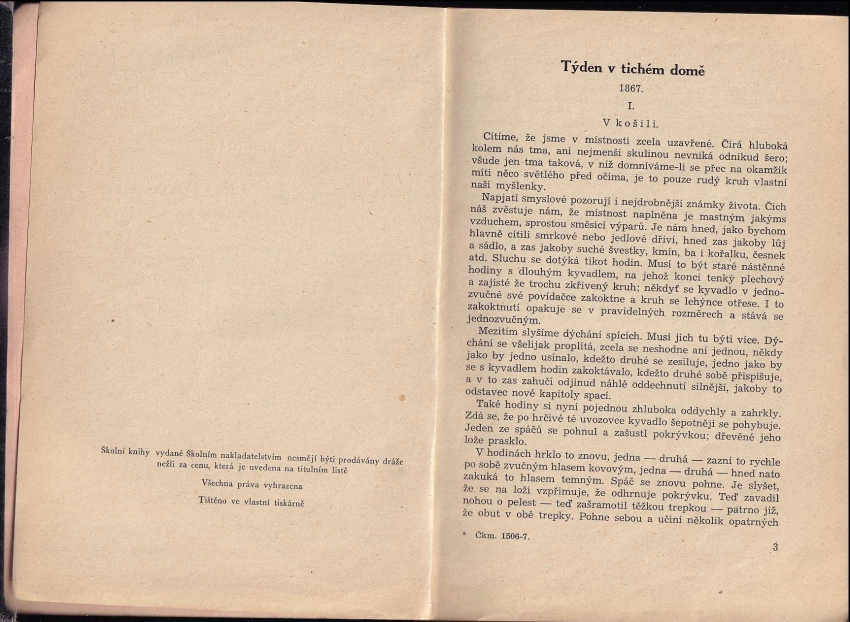 Školní knihy vydané Školním nakladatelstvím nesmějí býti prodávány dráže
nežli za cenu, která je uvedena na titulním listě
Všechna práva vyhrazena
Tištěno ve vlastní tiskárně
Týden v tichém domě
1867.
I.
V košili.
Cítíme, že jsme v místnosti zcela uzavřené. Čirá hluboká
kolem nás tma, ani nejmenší skulinou nevniká odnikud šero;
všude jen tma taková, v níž domníváme-li se přec na okamžik
míti něco světlého před očima, je to pouze rudý kruh vlastní
naší myšlenky.
Napjatí smyslové pozorují i nejdrobnější známky života. Čich
náš zvěstuje nám, že místnost naplněna je mastným jakýms
vzduchem, sprostou směsicí výparů. Je nám hned, jako bychom
hlavně cítili smrkové nebo jedlové dříví, hned zas jakoby lůj
a sádlo, a zas jakoby suché švestky, kmín, ba i kořalku, česnek
atd. Sluchu se dotýká tikot hodin. Musí to být staré nástěnné
hodiny s dlouhým kyvadlem, na jehož konci tenký plechový
a zajisté že trochu zkřivený kruh; někdyť se kyvadlo v jedno-
zvučné své povídačce zakoktne a kruh se lehýnce otřese. I to
zakoktnutí opakuje se v pravidelných rozměrech a stává se
jednozvučným.
Mezitím slyšíme dýchání spících. Musí jich tu býti více. Dý-
chání se všelijak proplítá, zcela se neshodne ani jednou, někdy
jako by jedno usínalo, kdežto druhé se zesiluje, jedno jako by
se s kyvadlem hodin zakoktávalo, kdežto druhé sobě přispišuje,
a v to zas zahučí odjinud náhlé oddechnutí silnější, jakoby to
odstavec nové kapitoly spací.
Také hodiny si nyní pojednou zhluboka oddychly a zahrkly.
Zdá se, že po hrčivé té uvozovce kyvadlo šepotněji se pohybuje.
Jeden ze spáčů se pohnul a zašustl pokrývkou; dřevěné jeho
lože prasklo.
V hodinách hrklo to znovu, jedna — druhá — zazní to rychle
po sobě zvučným hlasem kovovým, jedna — druhá — hned nato
zakuká to hlasem temným. Spáč se znovu pohne. Je slyšet,
že se na loži vzpřimuje, že odhrnuje pokrývku. Teď zavadil
nohou o pelest — teď zašramotil těžkou trepkou — patrno již,
že obut v obě trepky. Pohne sebou a učiní několik opatrných
* Čkm. 1506-7.
3